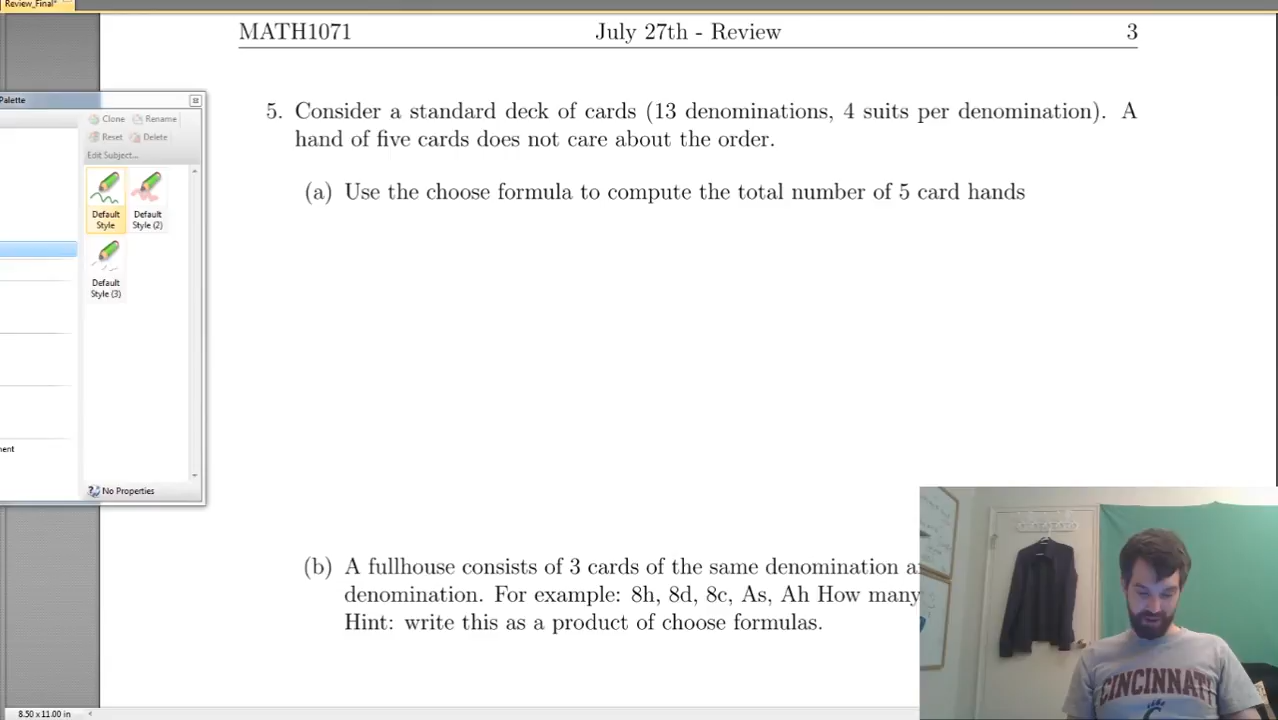 Review_Final*
MATH1071 July 27th - Review 3
Palette
Clone Rename
Reset Delete
Edit Subject...
Default Style
Default Style (2)
Default Style (3)
No Properties
8.50 x 11.00 in
5. Consider a standard deck of cards (13 denominations, 4 suits per denomination). A
hand of five cards does not care about the order.
(a) Use the choose formula to compute the total number of 5 card hands
(b) A fullhouse consists of 3 cards of the same denomination
denomination. For example: 8h, 8d, 8c, As, Ah How many
Hint: write this as a product of choose formulas.
CINCINNATI